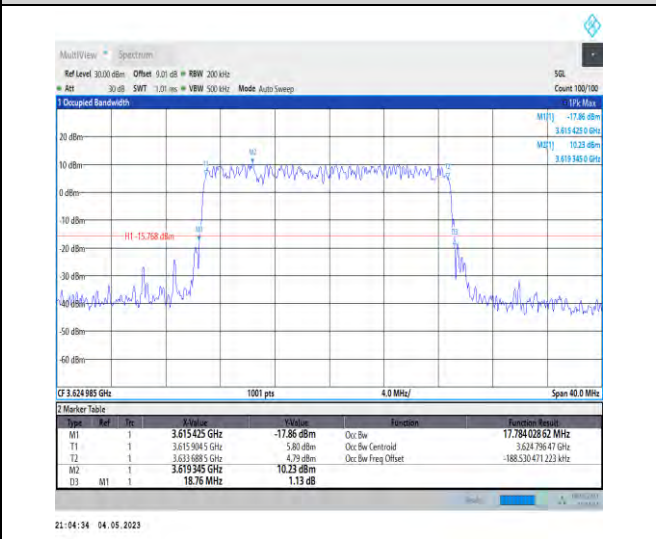 MultiView Spectrum
Ref Level 30.00 dBm Offset 9.01 dB RBW 200 kHz SGL
Att 30 dB SWT 1.01 ms VBW 500 kHz Mode Auto Sweep Count 100/100
1 Occupied Bandwidth 1Pk Max
M1[1] -17.86 dBm
3.615 425 0 GHz
M2[1] 10.23 dBm
3.619 345 0 GHz
20 dBm
M2
T1
T2
10 dBm
0 dBm
-10 dBm
H1 -15.768 dBm
M1
D3
-20 dBm
-30 dBm
-40 dBm
-50 dBm
-60 dBm
CF 3.624 985 GHz 1001 pts 4.0 MHz/ Span 40.0 MHz
2 Marker Table
Type Ref Trc X-Value Y-Value Function Function Result
M1 1 3.615 425 GHz -17.86 dBm Occ Bw 17.784 028 62 MHz
T1 1 3.615 904 5 GHz 5.80 dBm Occ Bw Centroid 3.624 796 47 GHz
T2 1 3.633 688 5 GHz 4.79 dBm Occ Bw Freq Offset -188.530 471 223 kHz
M2 1 3.619 345 GHz 10.23 dBm
D3 M1 1 18.76 MHz 1.13 dB
21:04:34 04.05.2023